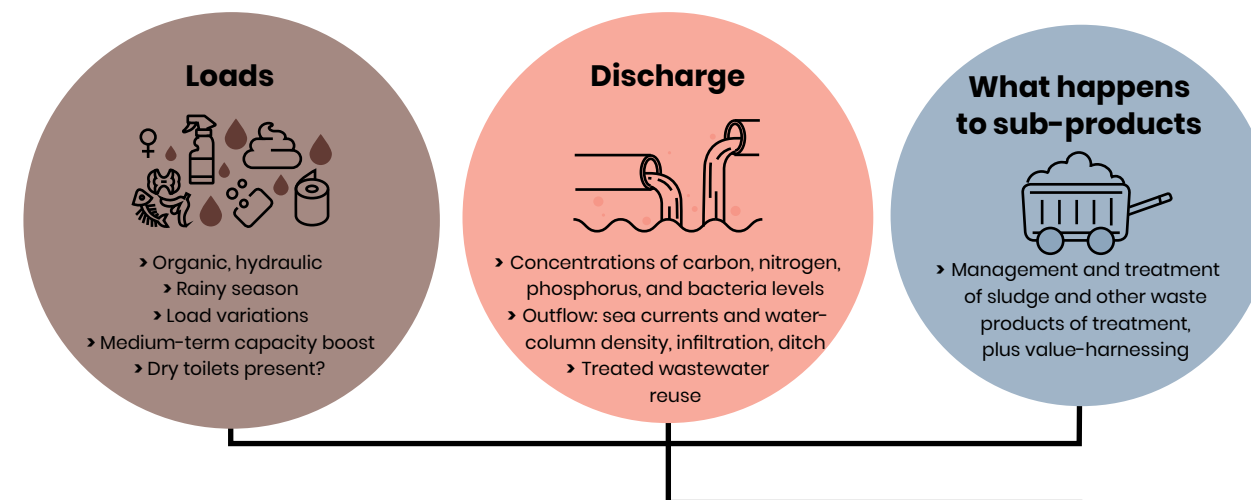 Loads
› Organic, hydraulic
› Rainy season
› Load variations
› Medium-term capacity boost
› Dry toilets present?
Discharge
› Concentrations of carbon, nitrogen,
phosphorus, and bacteria levels
› Outflow: sea currents and water-
column density, infiltration, ditch
› Treated wastewater
reuse
What happens
to sub-products
› Management and treatment
of sludge and other waste
products of treatment,
plus value-harnessing